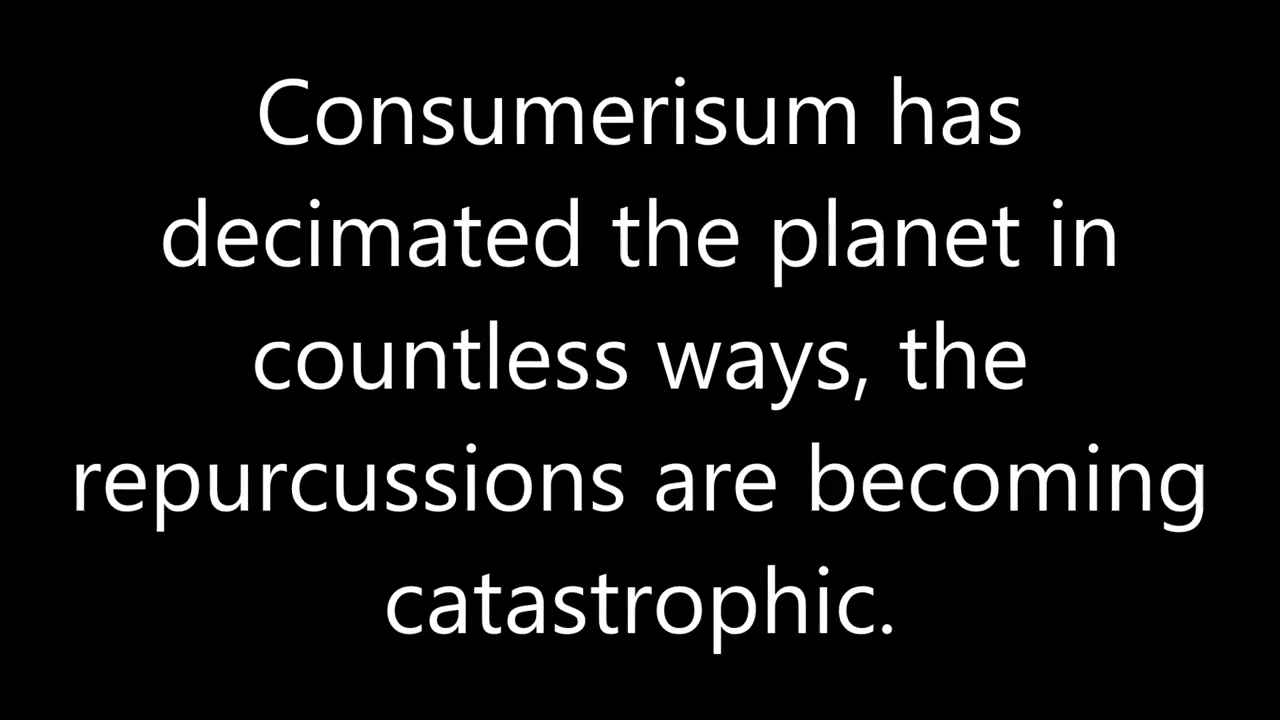 Consumerisum has
decimated the planet in
countless ways, the
repurcussions are becoming
catastrophic.